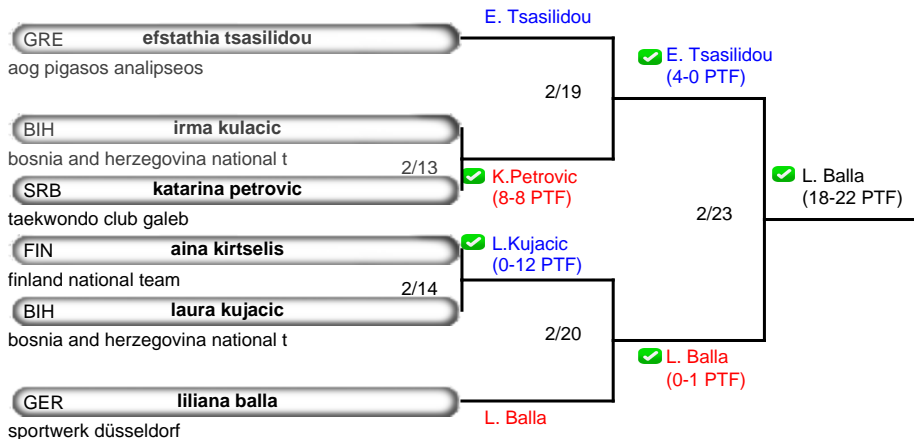 E. Tsasilidou
GRE efstathia tsasilidou
aog pigasos analipseos
E. Tsasilidou
(4-0 PTF)
2/19
BIH irma kulacic
bosnia and herzegovina national t
2/13
K.Petrovic
(8-8 PTF)
SRB katarina petrovic
taekwondo club galeb
L. Balla
(18-22 PTF)
2/23
FIN aina kirtselis
finland national team
L.Kujacic
(0-12 PTF)
2/14
BIH laura kujacic
bosnia and herzegovina national t
2/20
L. Balla
(0-1 PTF)
GER liliana balla
sportwerk düsseldorf
L. Balla